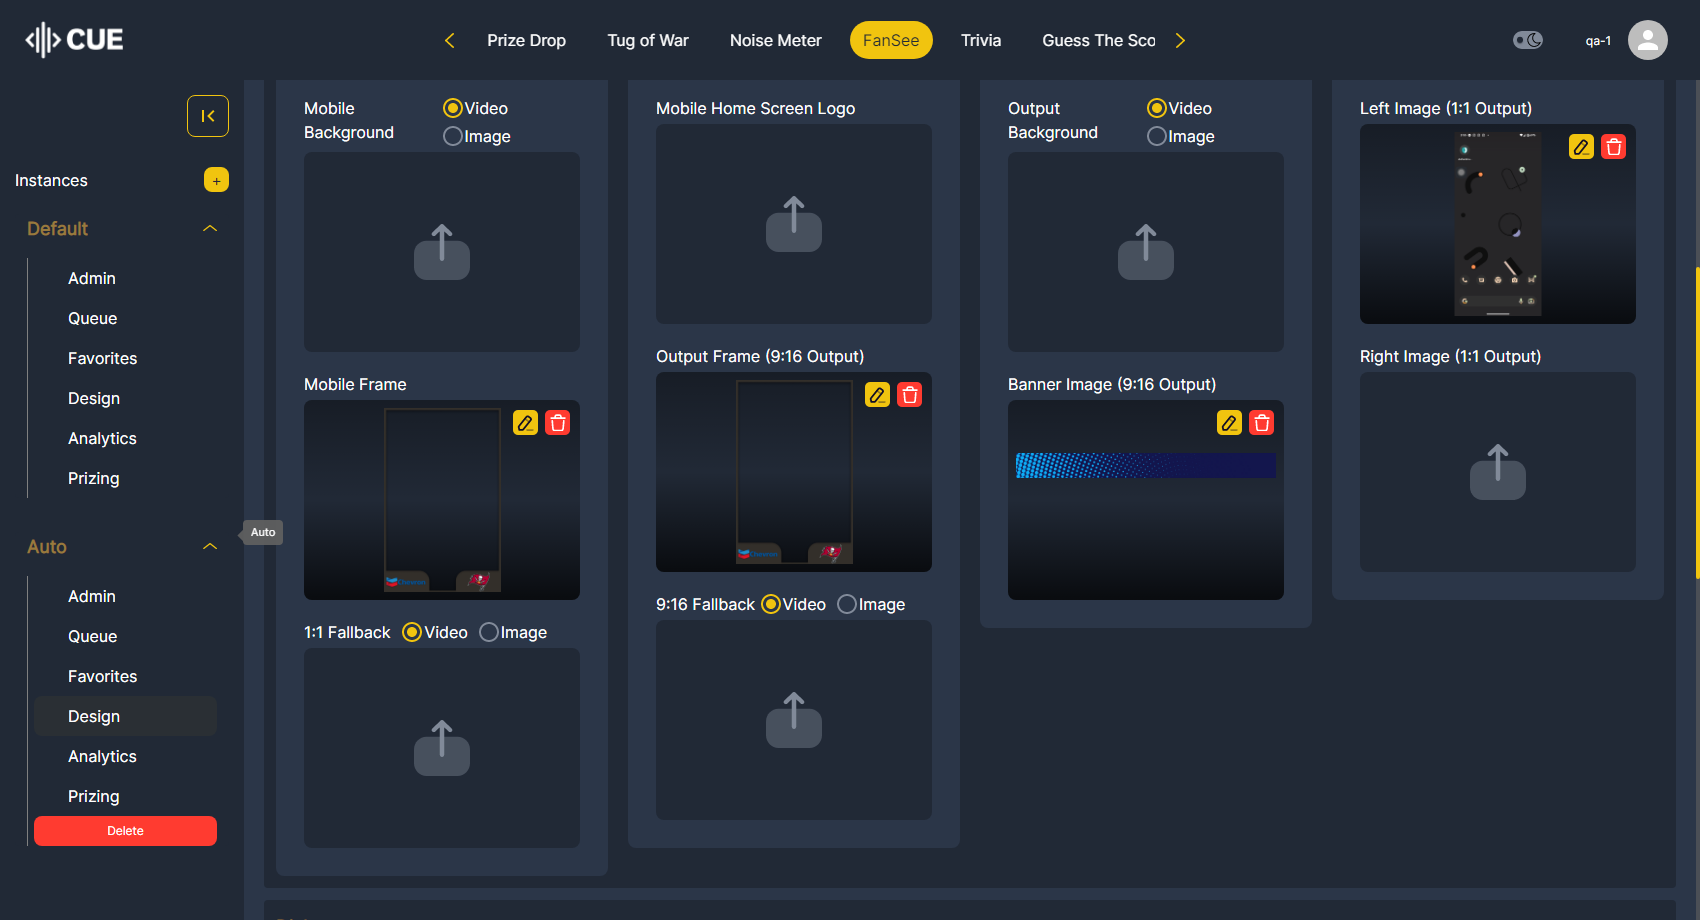 CUE
Prize Drop
Tug of War
Noise Meter
FanSee
Trivia
Guess The Sco
qa-1
Instances
+
Default
Admin
Queue
Favorites
Design
Analytics
Prizing
Auto
Auto
Admin
Queue
Favorites
Design
Analytics
Prizing
Delete
Mobile
Background
Video
Image
Mobile Frame
1:1 Fallback
Video
Image
Mobile Home Screen Logo
Output Frame (9:16 Output)
9:16 Fallback
Video
Image
Output
Background
Video
Image
Banner Image (9:16 Output)
Left Image (1:1 Output)
Right Image (1:1 Output)